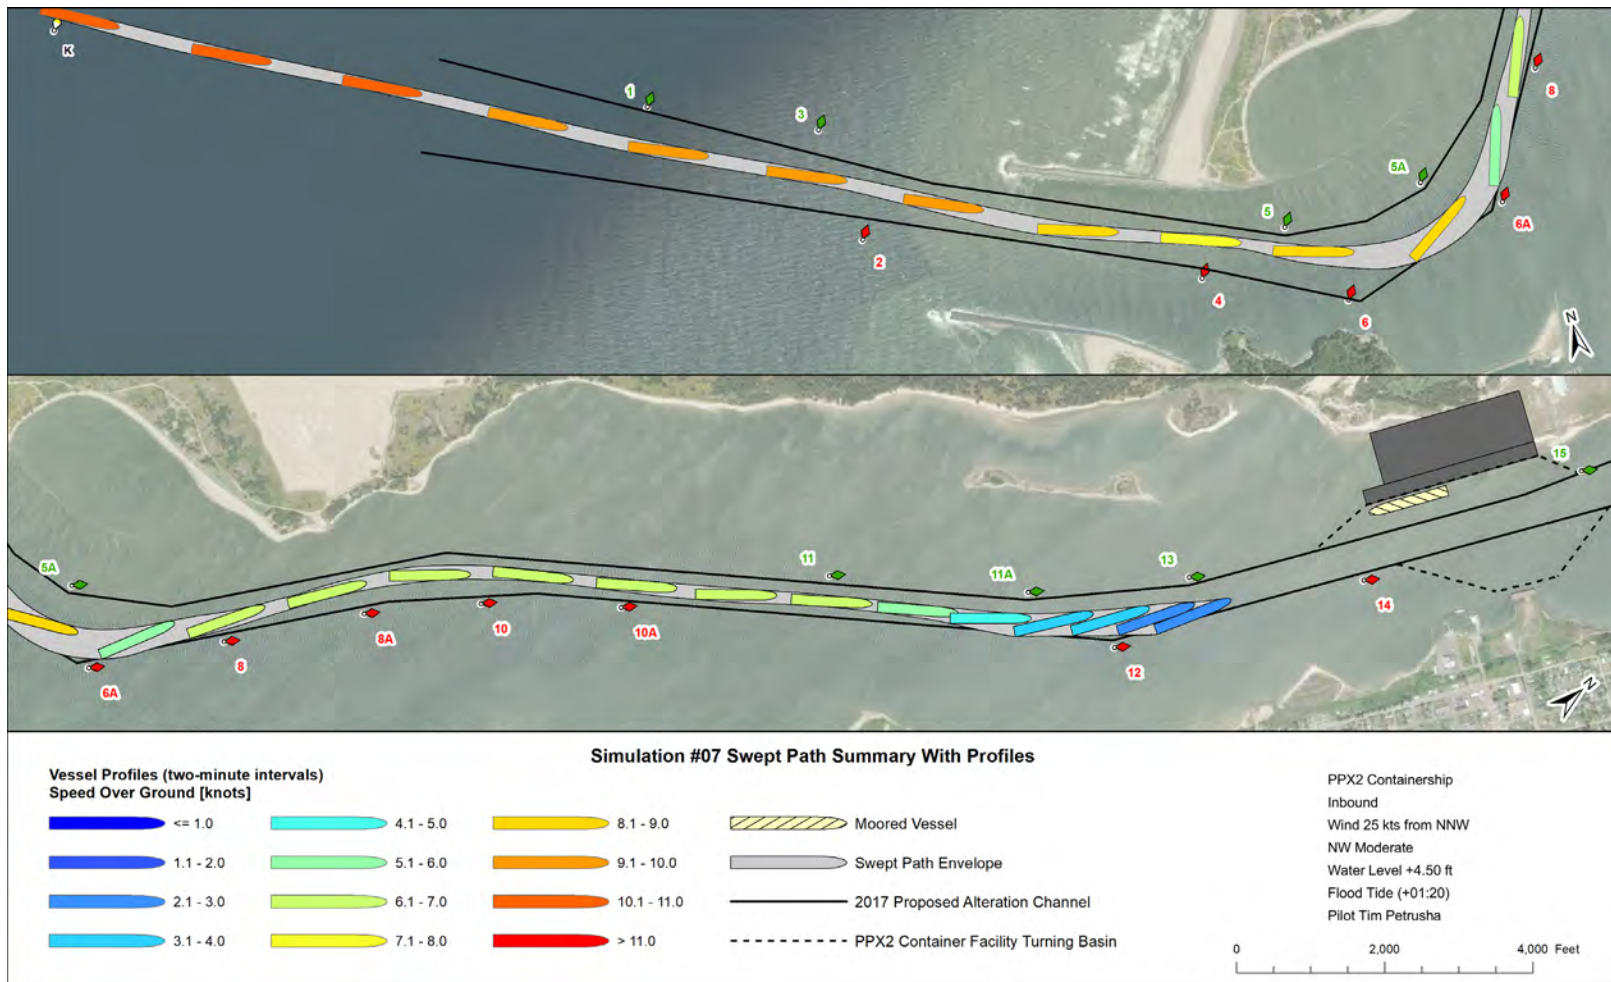 K
1
3
2
5
5A
4
6
6A
8
N
5A
6A
8
8A
10
10A
11
11A
12
13
14
15
N
Simulation #07 Swept Path Summary With Profiles
Vessel Profiles (two-minute intervals)
Speed Over Ground [knots]
<= 1.0
1.1 - 2.0
2.1 - 3.0
3.1 - 4.0
4.1 - 5.0
5.1 - 6.0
6.1 - 7.0
7.1 - 8.0
8.1 - 9.0
9.1 - 10.0
10.1 - 11.0
> 11.0
Moored Vessel
Swept Path Envelope
2017 Proposed Alteration Channel
PPX2 Container Facility Turning Basin
PPX2 Containership
Inbound
Wind 25 kts from NNW
NW Moderate
Water Level +4.50 ft
Flood Tide (+01:20)
Pilot Tim Petrusha
0 2,000 4,000 Feet